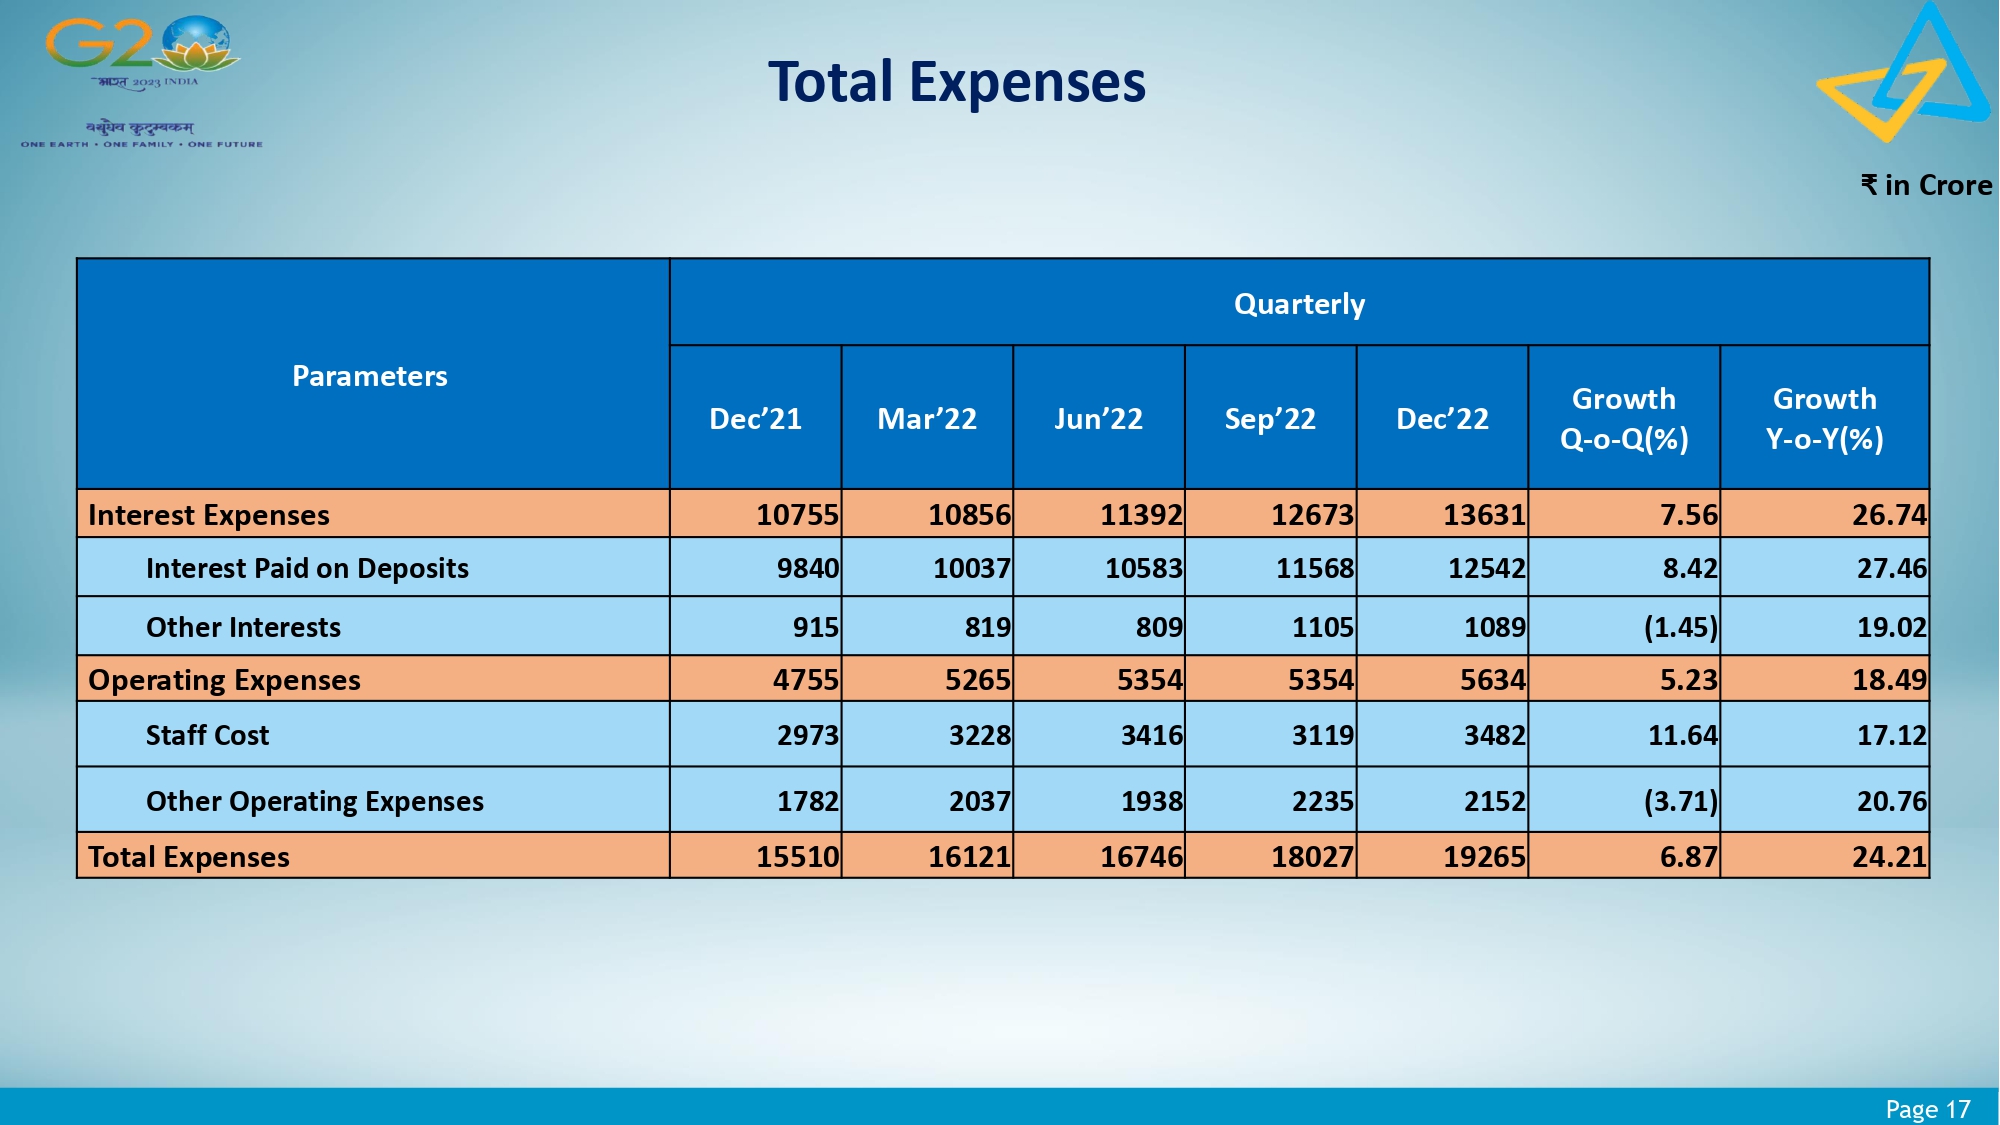 G20
भारत 2023 INDIA
वसुधैव कुटुम्बकम्
ONE EARTH • ONE FAMILY • ONE FUTURE
Total Expenses
₹ in Crore
Parameters
Quarterly
Dec’21 Mar’22 Jun’22 Sep’22 Dec’22 Growth Q-o-Q(%) Growth Y-o-Y(%)
Interest Expenses 10755 10856 11392 12673 13631 7.56 26.74
Interest Paid on Deposits 9840 10037 10583 11568 12542 8.42 27.46
Other Interests 915 819 809 1105 1089 (1.45) 19.02
Operating Expenses 4755 5265 5354 5354 5634 5.23 18.49
Staff Cost 2973 3228 3416 3119 3482 11.64 17.12
Other Operating Expenses 1782 2037 1938 2235 2152 (3.71) 20.76
Total Expenses 15510 16121 16746 18027 19265 6.87 24.21
Page 17